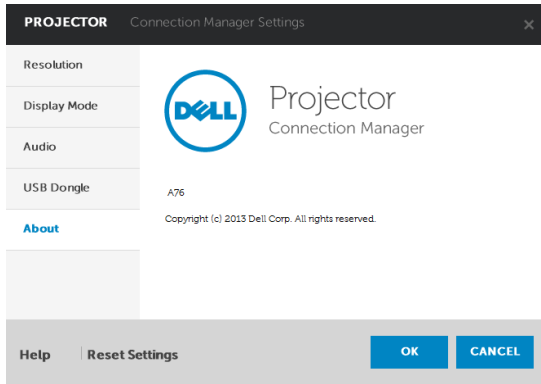 PROJECTOR Connection Manager Settings ×
Resolution
Display Mode
Audio
USB Dongle
About
DELL
Projector
Connection Manager
A76
Copyright (c) 2013 Dell Corp. All rights reserved.
Help Reset Settings OK CANCEL